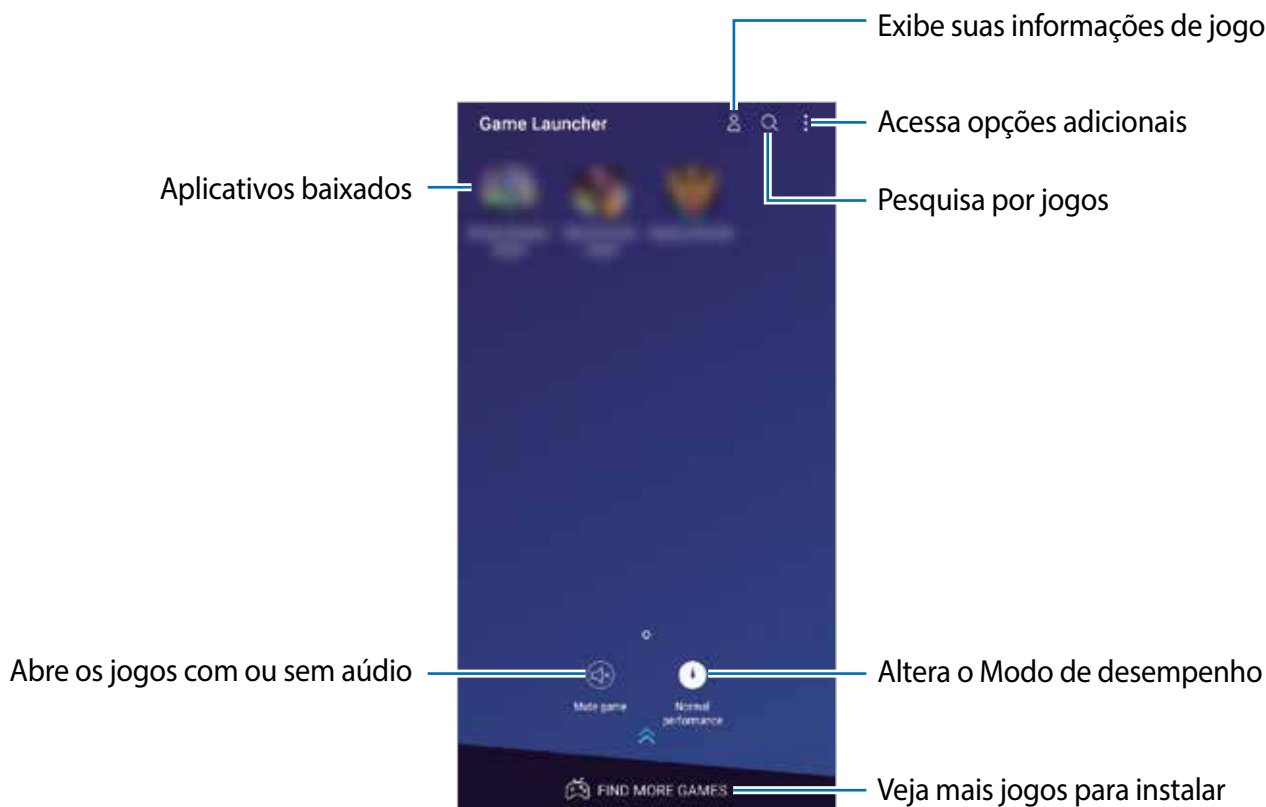 Exibe suas informações de jogo
Game Launcher
Acessa opções adicionais
Aplicativos baixados
Pesquisa por jogos
Abre os jogos com ou sem aúdio
Altera o Modo de desempenho
Mute game
Normal
performance
FIND MORE GAMES
Veja mais jogos para instalar